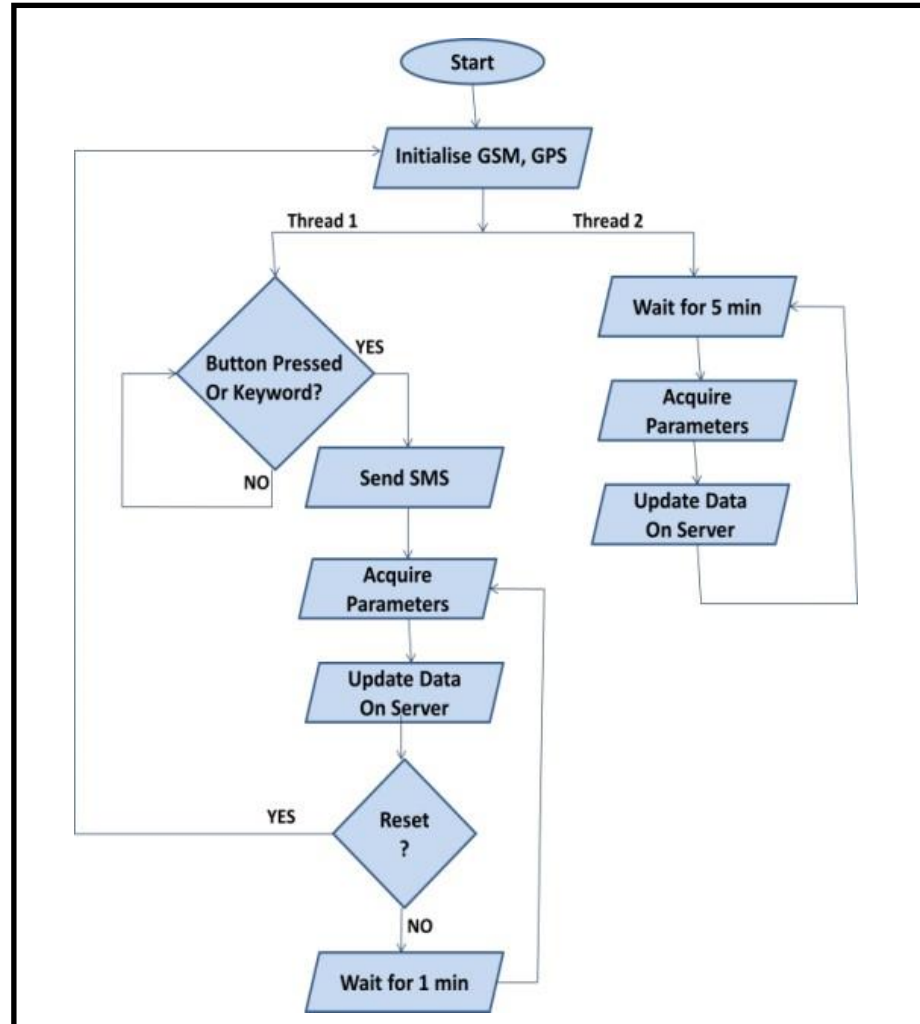 Start
Initialise GSM, GPS
Thread 1
Thread 2
Button Pressed
Or Keyword?
YES
NO
Send SMS
Acquire
Parameters
Update Data
On Server
Reset
?
YES
NO
Wait for 1 min
Wait for 5 min
Acquire
Parameters
Update Data
On Server